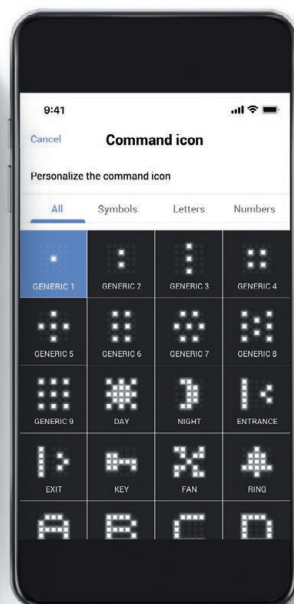 9:41
Cancel Command icon
Personalize the command icon
All Symbols Letters Numbers
GENERIC 1 GENERIC 2 GENERIC 3 GENERIC 4
GENERIC 5 GENERIC 6 GENERIC 7 GENERIC 8
GENERIC 9 DAY NIGHT ENTRANCE
EXIT KEY FAN RING
A B C D